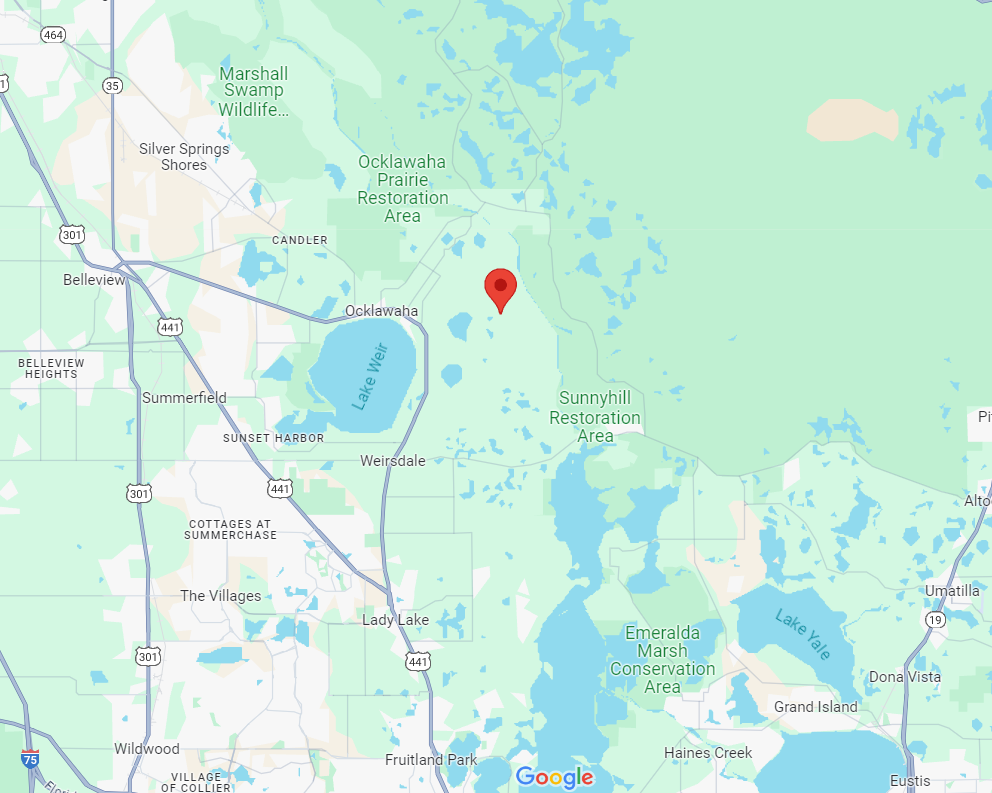 464
35
Marshall
Swamp
Wildlife...
Silver Springs
Shores
Ocklawaha
Prairie
Restoration
Area
301
CANDLER
Belleview
Ocklawaha
441
BELLEVIEW
HEIGHTS
Lake Weir
Summerfield
Sunnyhill
Restoration
Area
SUNSET HARBOR
Weirsdale
441
301
COTTAGES AT
SUMMERCHASE
The Villages
Lady Lake
Umatilla
19
Lake Yale
Emeralda
Marsh
Conservation
Area
301
441
Dona Vista
Grand Island
Wildwood
75
Fruitland Park
Haines Creek
VILLAGE
OF COLLIER
Google
Eustis